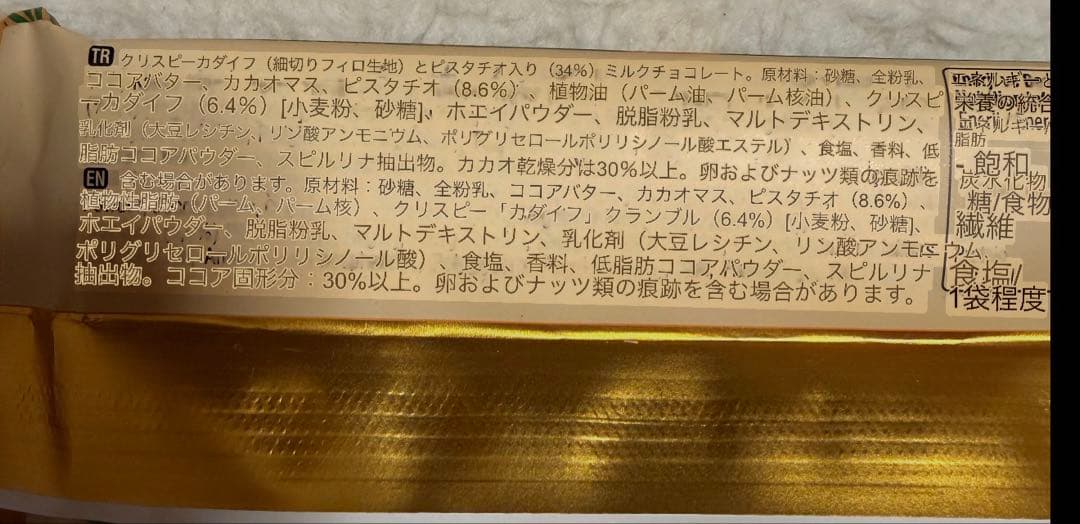 TR クリスピーカダイフ（細切りフィロ生地）とピスタチオ入り（34%）ミルクチョコレート。原材料：砂糖、全粉乳、
ココアバター、カカオマス、ピスタチオ（8.6%）、植物油（パーム油、パーム核油）、クリスピ
ーカダイフ（6.4%）[小麦粉、砂糖]、ホエイパウダー、脱脂粉乳、マルトデキストリン、
乳化剤（大豆レシチン、リン酸アンモニウム、ポリグリセロールポリリシノール酸エステル）、食塩、香料、低
脂肪ココアパウダー、スピルリナ抽出物。カカオ乾燥分は30%以上。卵およびナッツ類の痕跡を
EN 含む場合があります。原材料：砂糖、全粉乳、ココアバター、カカオマス、ピスタチオ（8.6%）、
植物性脂肪（パーム、パーム核）、クリスピー「カダイフ」クランブル（6.4%）[小麦粉、砂糖]、
ホエイパウダー、脱脂粉乳、マルトデキストリン、乳化剤（大豆レシチン、リン酸アンモニウム、
ポリグリセロールポリリシノール酸）、食塩、香料、低脂肪ココアパウダー、スピルリナ
抽出物。ココア固形分：30%以上。卵およびナッツ類の痕跡を含む場合があります。
栄養の統合
脂肪
- 飽和
炭水化物
糖/食物
繊維
食塩/
1袋程度